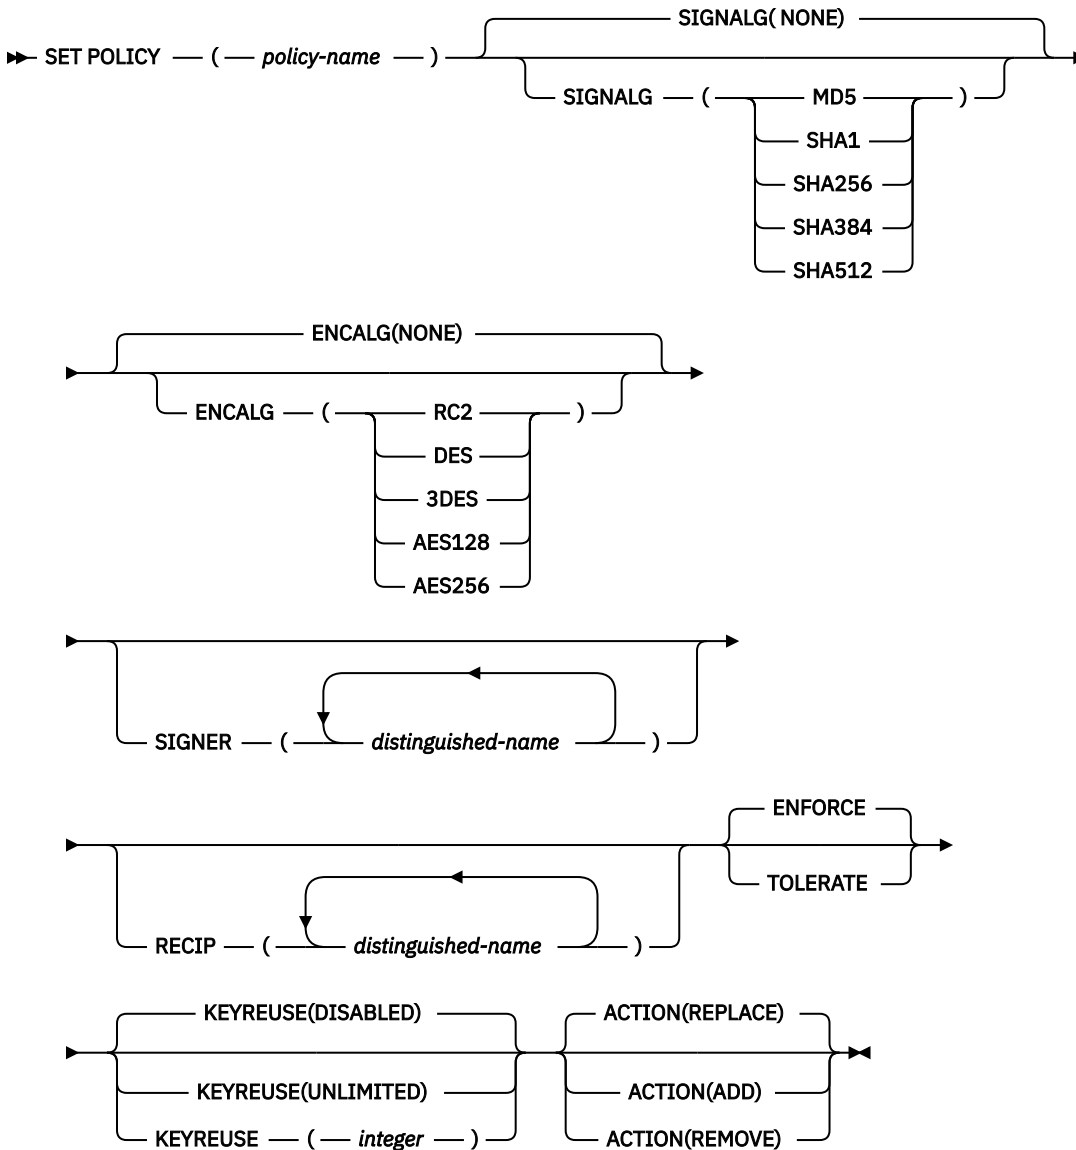 SIGNALG( NONE)
SET POLICY ( policy-name )
SIGNALG ( MD5 )
SHA1
SHA256
SHA384
SHA512
ENCALG(NONE)
ENCALG ( RC2 )
DES
3DES
AES128
AES256
SIGNER ( distinguished-name )
ENFORCE
TOLERATE
RECIP ( distinguished-name )
KEYREUSE(DISABLED) ACTION(REPLACE)
KEYREUSE(UNLIMITED) ACTION(ADD)
KEYREUSE ( integer ) ACTION(REMOVE)